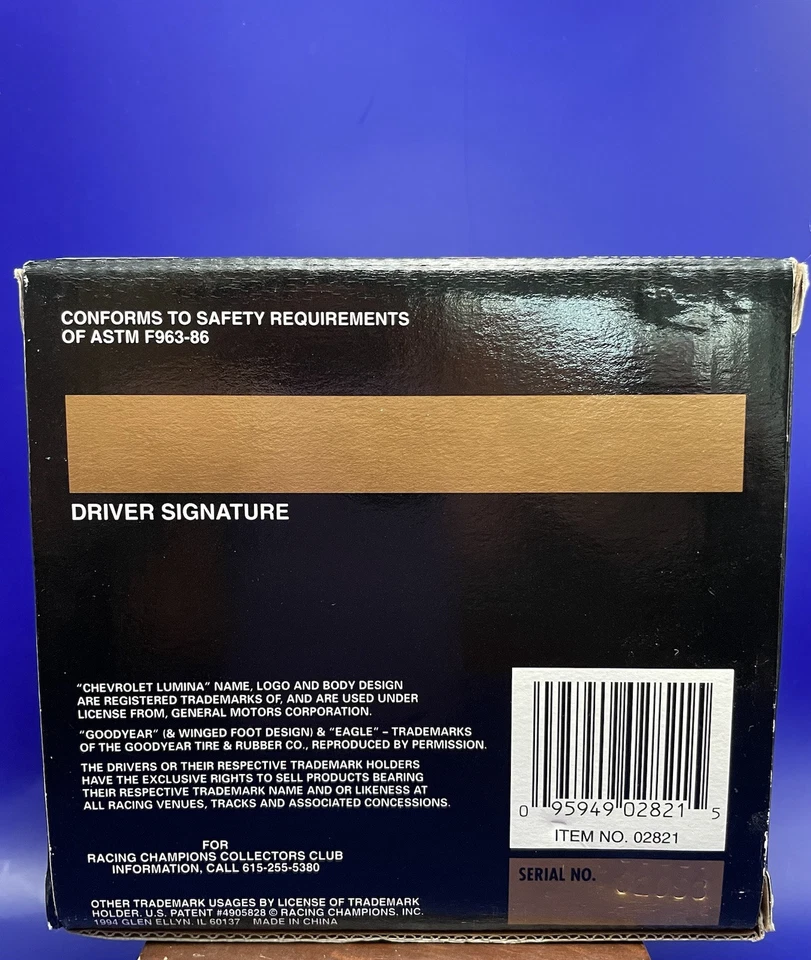 CONFORMS TO SAFETY REQUIREMENTS
OF ASTM F963-86
DRIVER SIGNATURE
"CHEVROLET LUMINA" NAME, LOGO AND BODY DESIGN
ARE REGISTERED TRADEMARKS OF, AND ARE USED UNDER
LICENSE FROM, GENERAL MOTORS CORPORATION.
"GOODYEAR" (& WINGED FOOT DESIGN) & "EAGLE" – TRADEMARKS
OF THE GOODYEAR TIRE & RUBBER CO., REPRODUCED BY PERMISSION.
THE DRIVERS OR THEIR RESPECTIVE TRADEMARK HOLDERS
HAVE THE EXCLUSIVE RIGHTS TO SELL PRODUCTS BEARING
THEIR RESPECTIVE TRADEMARK NAME AND OR LIKENESS AT
ALL RACING VENUES, TRACKS AND ASSOCIATED CONCESSIONS.
FOR
RACING CHAMPIONS COLLECTORS CLUB
INFORMATION, CALL 615-255-5380
OTHER TRADEMARK USAGES BY LICENSE OF TRADEMARK
HOLDER. U.S. PATENT #4905828 © RACING CHAMPIONS. INC.
1994 GLEN ELLYN. IL 60137 MADE IN CHINA
0 95949 02821 5
ITEM NO. 02821
SERIAL NO.